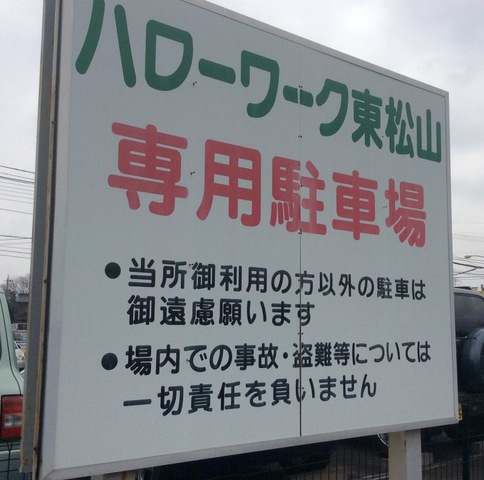 ハローワーク東松山
専用駐車場
●当所御利用の方以外の駐車は
御遠慮願います
●場内での事故・盗難等については
一切責任を負いません